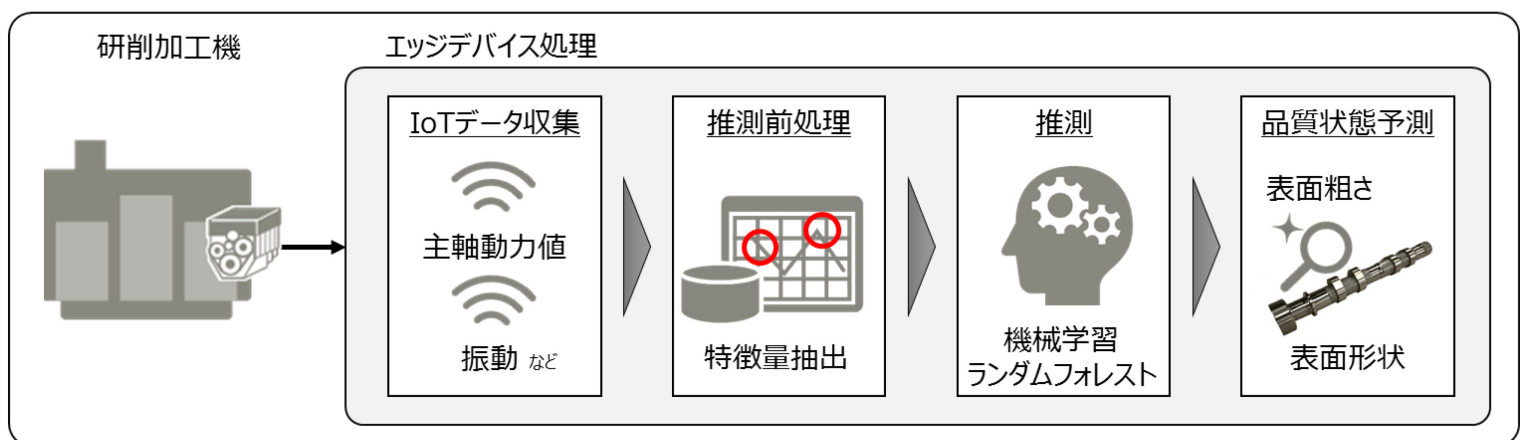 研削加工機
エッジデバイス処理
IoTデータ収集
主軸動力値
振動 など
推測前処理
特徴量抽出
推測
機械学習
ランダムフォレスト
品質状態予測
表面粗さ
表面形状